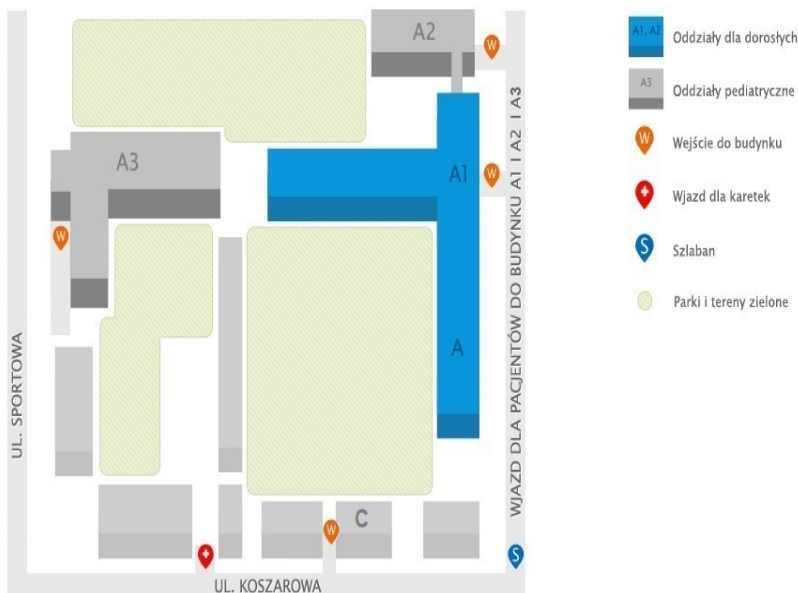 A2
W
A3
A1
W
W
A
C
W
S
UL. SPORTOWA
UL. KOSZAROWA
WJAZD DLA PACJENTÓW DO BUDYNKU A1 I A2 I A3
A1, A2
Oddziały dla dorosłych
A3
Oddziały pediatryczne
W
Wejście do budynku
Wjazd dla karetek
S
Szlaban
Parki i tereny zielone